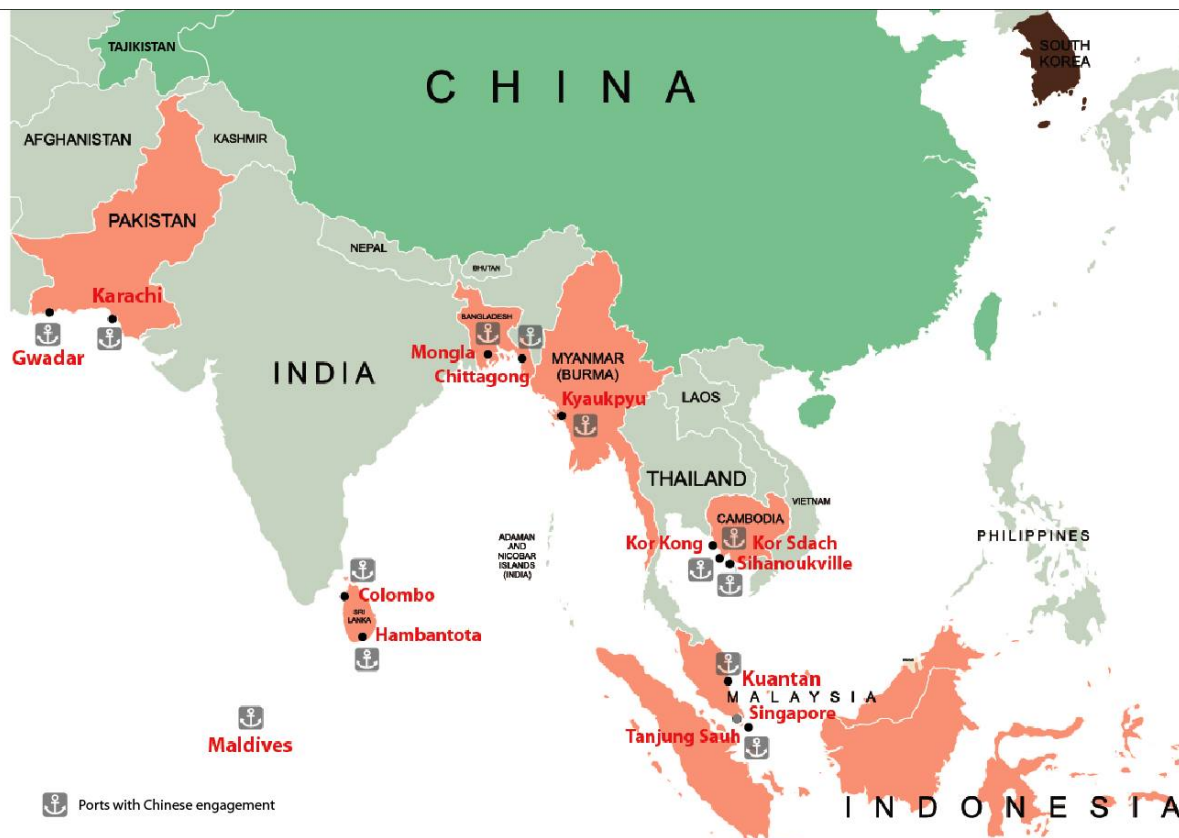 TAJIKISTAN
CHINA
SOUTH
KOREA
AFGHANISTAN
KASHMIR
PAKISTAN
NEPAL
BHUTAN
Karachi
Gwadar
INDIA
BANGLADESH
Mongla
Chittagong
MYANMAR
(BURMA)
Kyaukpyu
LAOS
THAILAND
VIETNAM
CAMBODIA
Kor Kong
Kor Sdach
Sihanoukville
PHILIPPINES
ADAMAN
AND
NICOBAR
ISLANDS
(INDIA)
Colombo
SRI
LANKA
Hambantota
Kuantan
MALAYSIA
Singapore
Tanjung Sauh
Maldives
Ports with Chinese engagement
INDONESIA